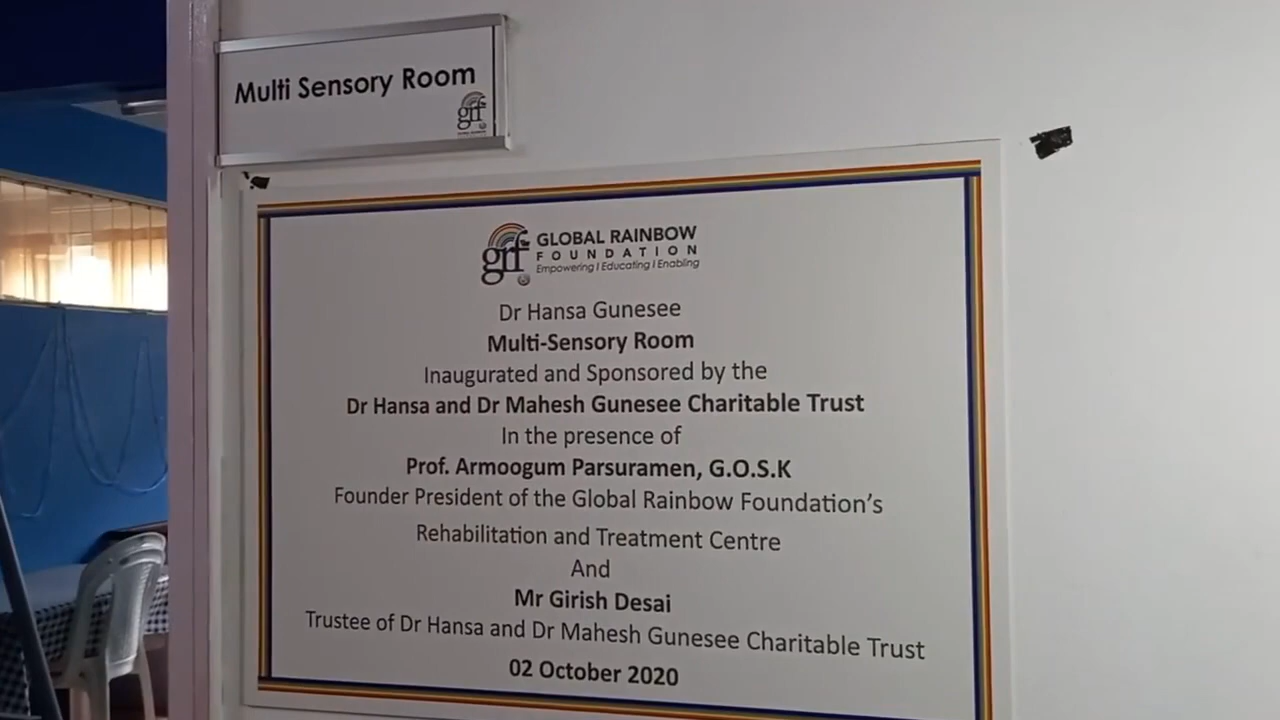 Multi Sensory Room
grf
grf
GLOBAL RAINBOW
FOUNDATION
Empowering I Educating I Enabling
Dr Hansa Gunesee
Multi-Sensory Room
Inaugurated and Sponsored by the
Dr Hansa and Dr Mahesh Gunesee Charitable Trust
In the presence of
Prof. Armoogum Parsuramen, G.O.S.K
Founder President of the Global Rainbow Foundation’s
Rehabilitation and Treatment Centre
And
Mr Girish Desai
Trustee of Dr Hansa and Dr Mahesh Gunesee Charitable Trust
02 October 2020